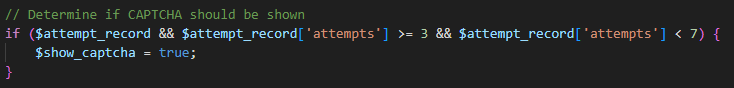 // Determine if CAPTCHA should be shown
if ($attempt_record && $attempt_record['attempts'] >= 3 && $attempt_record['attempts'] < 7) {
    $show_captcha = true;
}